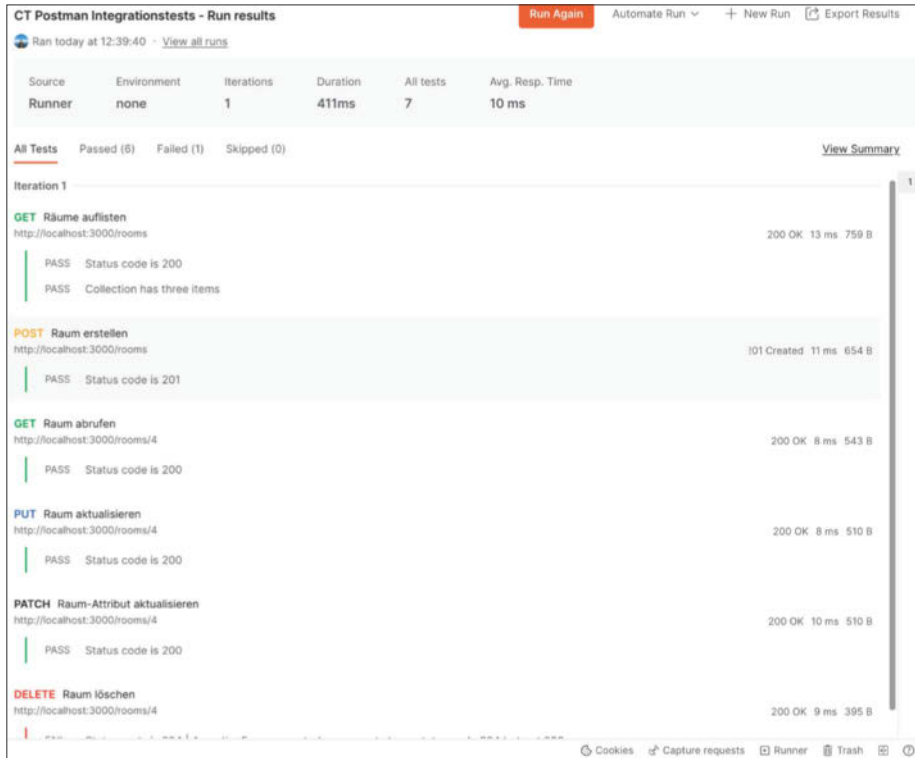 CT Postman Integrationstests - Run results
Run Again
Automate Run
New Run
Export Results
Ran today at 12:39:40 · View all runs
Source Environment Iterations Duration All tests Avg. Resp. Time
Runner none 1 411ms 7 10 ms
All Tests Passed (6) Failed (1) Skipped (0) View Summary
Iteration 1
1
GET Räume auflisten
http://localhost:3000/rooms
200 OK 13 ms 759 B
PASS Status code is 200
PASS Collection has three items
POST Raum erstellen
http://localhost:3000/rooms
01 Created 11 ms 654 B
PASS Status code is 201
GET Raum abrufen
http://localhost:3000/rooms/4
200 OK 8 ms 543 B
PASS Status code is 200
PUT Raum aktualisieren
http://localhost:3000/rooms/4
200 OK 8 ms 510 B
PASS Status code is 200
PATCH Raum-Attribut aktualisieren
http://localhost:3000/rooms/4
200 OK 10 ms 510 B
PASS Status code is 200
DELETE Raum löschen
http://localhost:3000/rooms/4
200 OK 9 ms 395 B
Cookies Capture requests Runner Trash